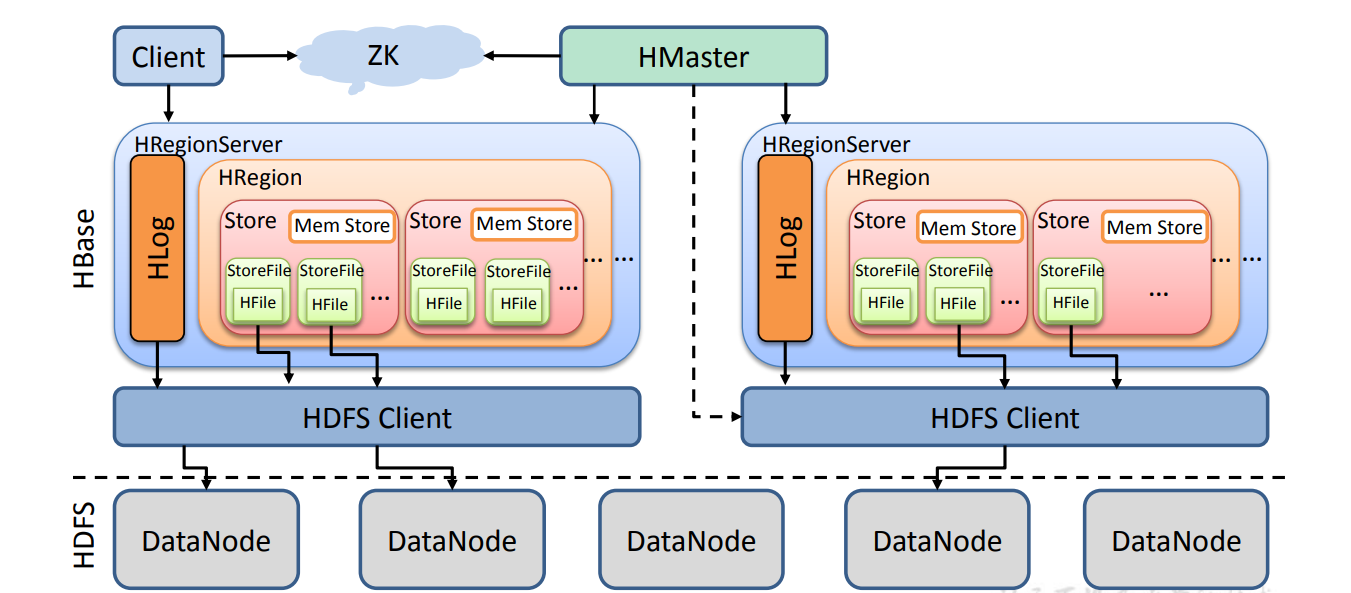 Client
ZK
HMaster
HBase
HRegionServer
HLog
HRegion
Store
Mem Store
StoreFile
HFile
StoreFile
HFile
...
Store
Mem Store
StoreFile
HFile
StoreFile
HFile
...
... ...
HRegionServer
HLog
HRegion
Store
Mem Store
StoreFile
HFile
StoreFile
HFile
...
Store
Mem Store
StoreFile
HFile
...
... ...
HDFS Client
HDFS Client
HDFS
DataNode
DataNode
DataNode
DataNode
DataNode